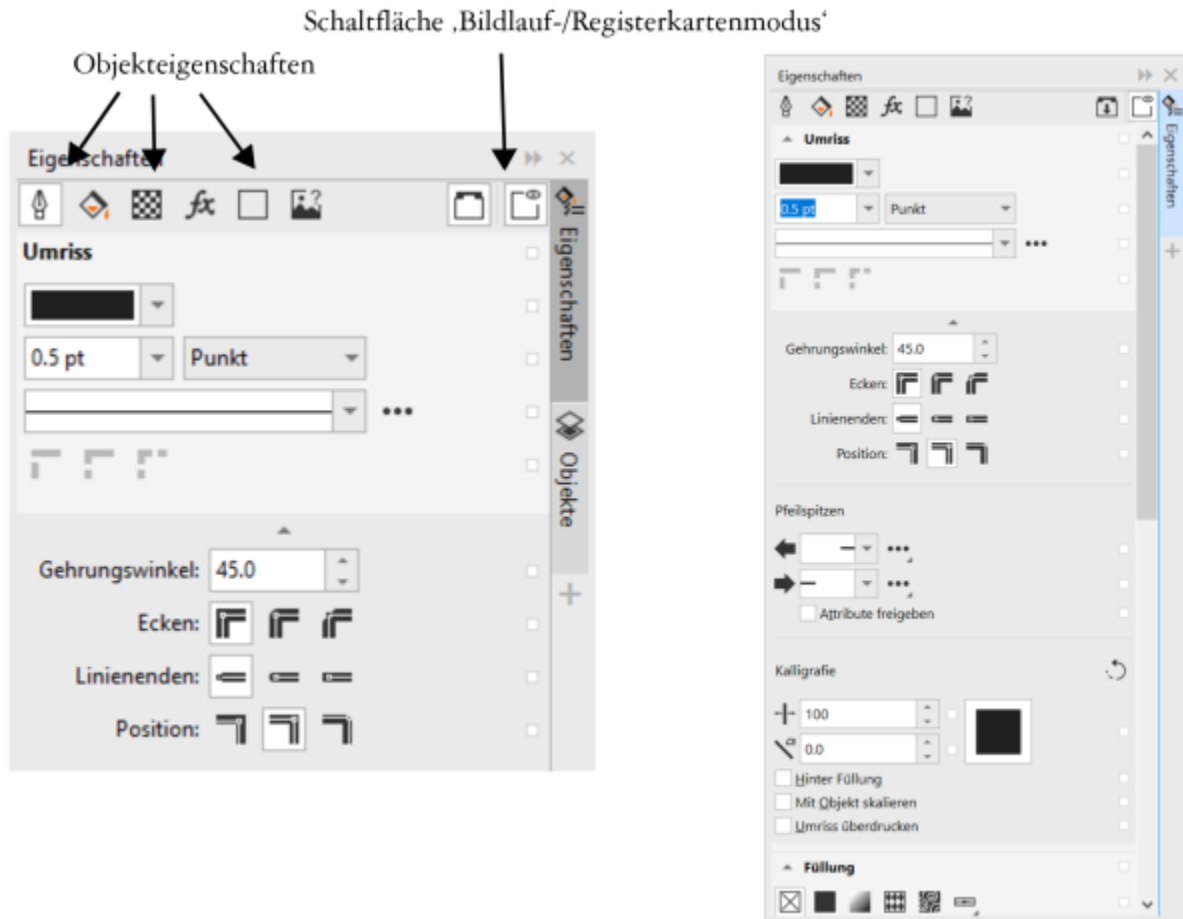 Schaltfläche ‚Bildlauf-/Registerkartenmodus‘
Objekteigenschaften
Eigenschaften
fx
Umriss
0.5 pt
Punkt
Gehrungswinkel: 45.0
Ecken:
Linienenden:
Position:
Eigenschaften
Objekte
Eigenschaften
fx
Umriss
0.5 pt
Punkt
Gehrungswinkel: 45.0
Ecken:
Linienenden:
Position:
Pfeilspitzen
Attribute freigeben
Kalligrafie
100
0.0
Hinter Füllung
Mit Objekt skalieren
Umriss überdrucken
Füllung
Eigenschaften